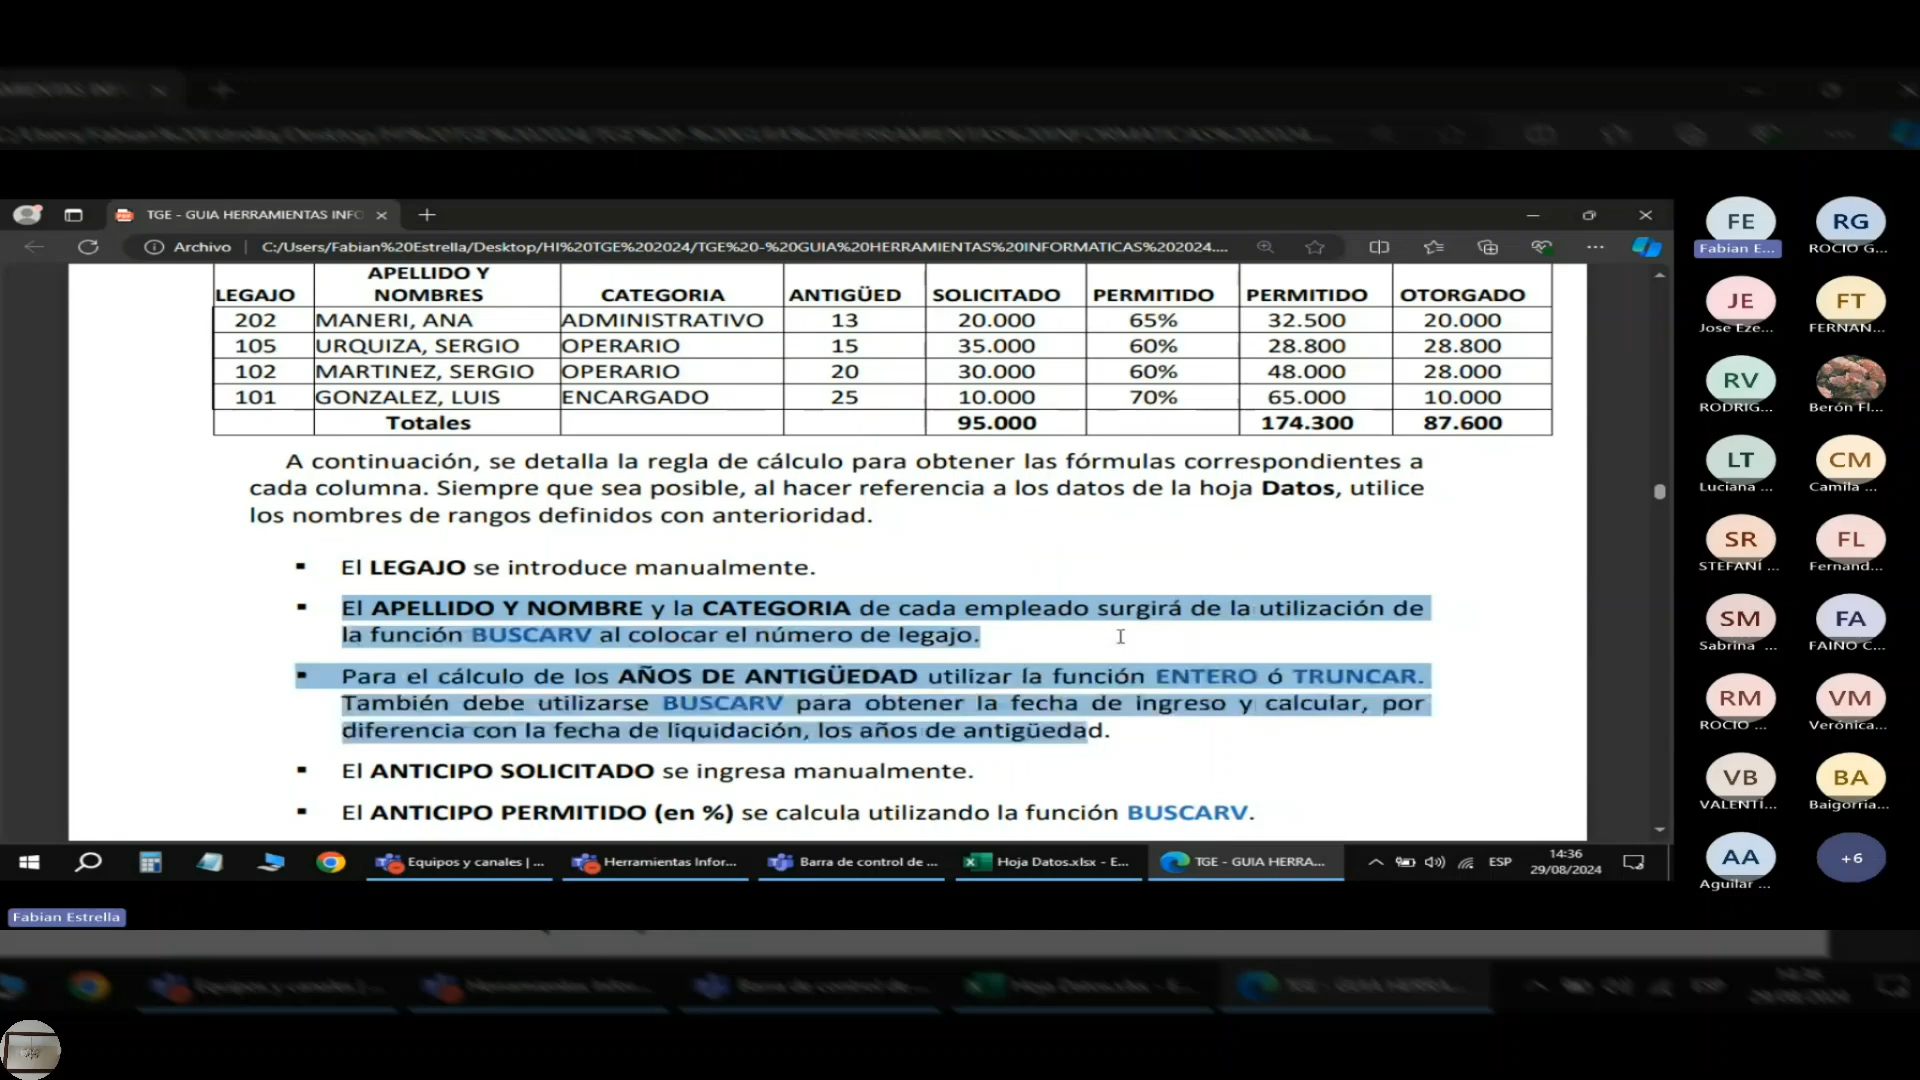 TGE - GUIA HERRAMIENTAS INFO
Archivo
C:/Users/Fabian%20Estrella/Desktop/HI%20TGE%202024/TGE%20-%20GUIA%20HERRAMIENTAS%20INFORMATICAS%202024....
LEGAJO APELLIDO Y NOMBRES CATEGORIA ANTIGÜED SOLICITADO PERMITIDO PERMITIDO OTORGADO
202 MANERI, ANA ADMINISTRATIVO 13 20.000 65% 32.500 20.000
105 URQUIZA, SERGIO OPERARIO 15 35.000 60% 28.800 28.800
102 MARTINEZ, SERGIO OPERARIO 20 30.000 60% 48.000 28.000
101 GONZALEZ, LUIS ENCARGADO 25 10.000 70% 65.000 10.000
Totales 95.000 174.300 87.600
A continuación, se detalla la regla de cálculo para obtener las fórmulas correspondientes a
cada columna. Siempre que sea posible, al hacer referencia a los datos de la hoja Datos, utilice
los nombres de rangos definidos con anterioridad.
▪ El LEGAJO se introduce manualmente.
▪ El APELLIDO Y NOMBRE y la CATEGORIA de cada empleado surgirá de la utilización de
la función BUSCARV al colocar el número de legajo.
▪ Para el cálculo de los AÑOS DE ANTIGÜEDAD utilizar la función ENTERO ó TRUNCAR.
También debe utilizarse BUSCARV para obtener la fecha de ingreso y calcular, por
diferencia con la fecha de liquidación, los años de antigüedad.
▪ El ANTICIPO SOLICITADO se ingresa manualmente.
▪ El ANTICIPO PERMITIDO (en %) se calcula utilizando la función BUSCARV.
Equipos y canales | ...
Herramientas Infor...
Barra de control de ...
Hoja Datos.xlsx - E...
TGE - GUIA HERRA...
ESP
14:36
29/08/2024
Fabian Estrella
FE
Fabian E...
RG
ROCIO G...
JE
Jose Eze...
FT
FERNAN...
RV
RODRIG...
Berón Fl...
LT
Luciana ...
CM
Camila ...
SR
STEFANI ...
FL
Fernand...
SM
Sabrina ...
FA
FAINO C...
RM
ROCIO ...
VM
Verónica...
VB
VALENTI...
BA
Baigorria...
AA
Aguilar ...
+6